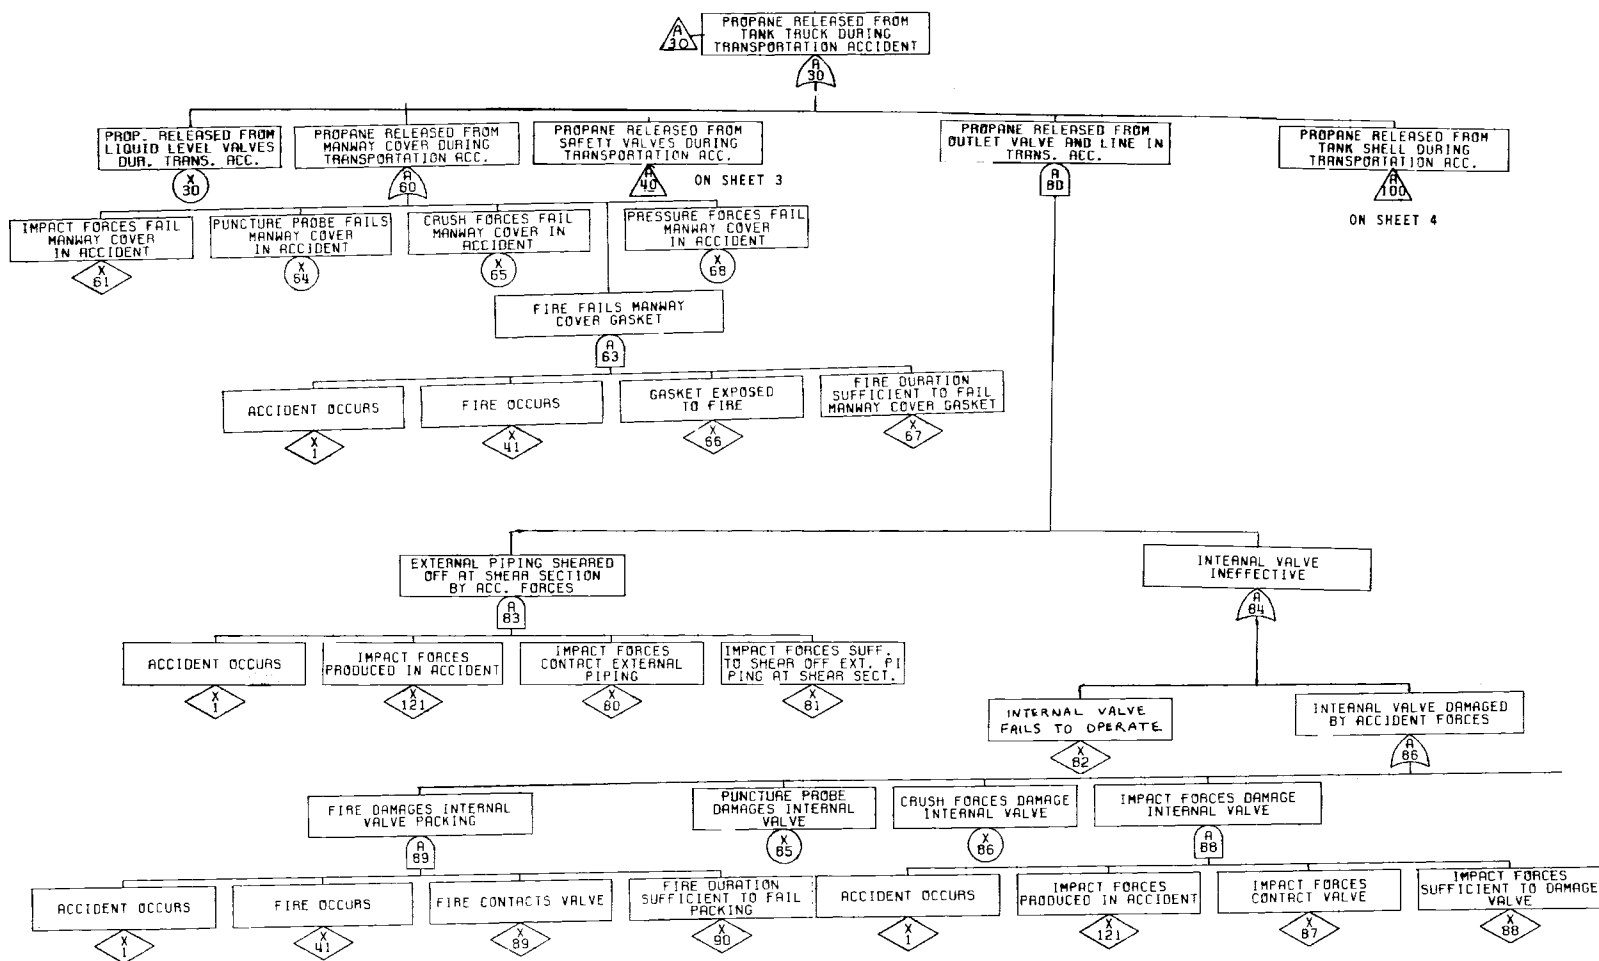 PROPANE RELEASED FROM
TANK TRUCK DURING
TRANSPORTATION ACCIDENT
A
30
A
30
PROP. RELEASED FROM
LIQUID LEVEL VALVES
DUR. TRANS. ACC.
X
30
PROPANE RELEASED FROM
MANWAY COVER DURING
TRANSPORTATION ACC.
A
60
PROPANE RELEASED FROM
SAFETY VALVES DURING
TRANSPORTATION ACC.
A
40
ON SHEET 3
PROPANE RELEASED FROM
OUTLET VALVE AND LINE IN
TRANS. ACC.
A
80
PROPANE RELEASED FROM
TANK SHELL DURING
TRANSPORTATION ACC.
A
100
ON SHEET 4
IMPACT FORCES FAIL
MANWAY COVER
IN ACCIDENT
X
61
PUNCTURE PROBE FAILS
MANWAY COVER
IN ACCIDENT
X
64
CRUSH FORCES FAIL
MANWAY COVER IN
ACCIDENT
X
65
PRESSURE FORCES FAIL
MANWAY COVER
IN ACCIDENT
X
68
FIRE FAILS MANWAY
COVER GASKET
A
63
ACCIDENT OCCURS
X
1
FIRE OCCURS
X
41
GASKET EXPOSED
TO FIRE
X
66
FIRE DURATION
SUFFICIENT TO FAIL
MANWAY COVER GASKET
X
67
EXTERNAL PIPING SHEARED
OFF AT SHEAR SECTION
BY ACC. FORCES
A
83
INTERNAL VALVE
INEFFECTIVE
A
84
ACCIDENT OCCURS
X
1
IMPACT FORCES
PRODUCED IN ACCIDENT
X
121
IMPACT FORCES
CONTACT EXTERNAL
PIPING
X
80
IMPACT FORCES SUFF.
TO SHEAR OFF EXT. PI
PING AT SHEAR SECT.
X
81
INTERNAL VALVE
FAILS TO OPERATE
X
82
INTERNAL VALVE DAMAGED
BY ACCIDENT FORCES
A
86
FIRE DAMAGES INTERNAL
VALVE PACKING
A
89
PUNCTURE PROBE
DAMAGES INTERNAL
VALVE
X
85
CRUSH FORCES DAMAGE
INTERNAL VALVE
X
86
IMPACT FORCES DAMAGE
INTERNAL VALVE
A
88
ACCIDENT OCCURS
X
1
FIRE OCCURS
X
41
FIRE CONTACTS VALVE
X
89
FIRE DURATION
SUFFICIENT TO FAIL
PACKING
X
90
ACCIDENT OCCURS
X
1
IMPACT FORCES
PRODUCED IN ACCIDENT
X
121
IMPACT FORCES
CONTACT VALVE
X
87
IMPACT FORCES
SUFFICIENT TO DAMAGE
VALVE
X
88